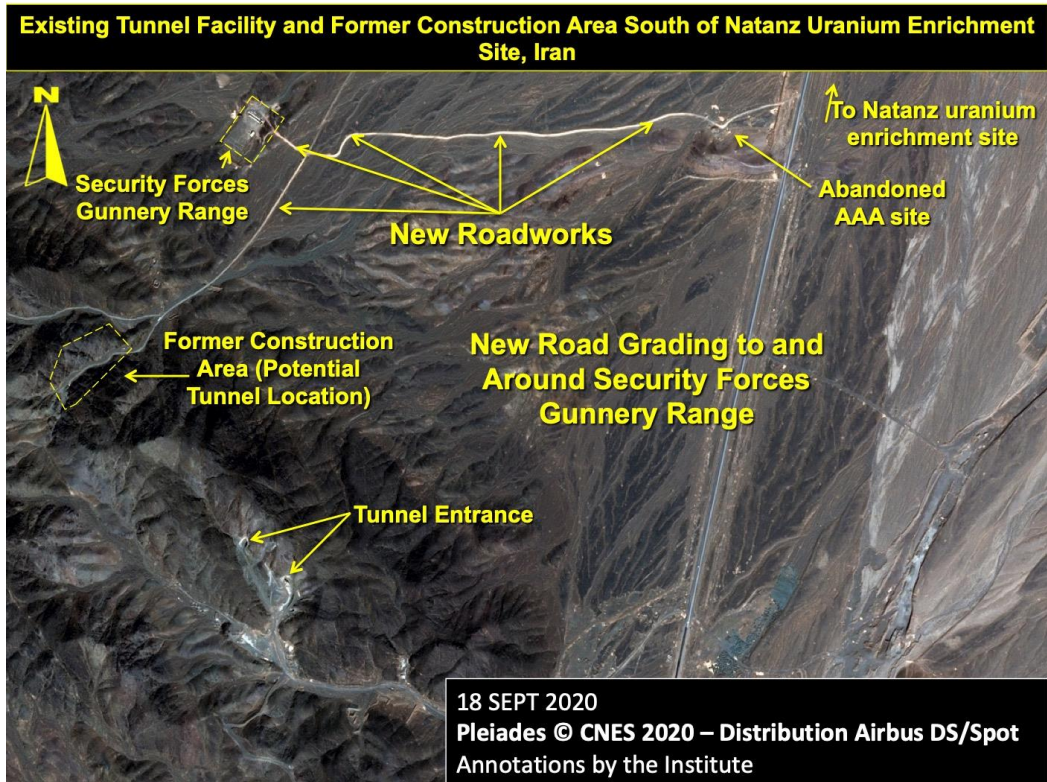 Existing Tunnel Facility and Former Construction Area South of Natanz Uranium Enrichment
Site, Iran
N
To Natanz uranium
enrichment site
Security Forces
Gunnery Range
Abandoned
AAA site
New Roadworks
Former Construction
Area (Potential
Tunnel Location)
New Road Grading to and
Around Security Forces
Gunnery Range
Tunnel Entrance
18 SEPT 2020
Pleiades © CNES 2020 – Distribution Airbus DS/Spot
Annotations by the Institute